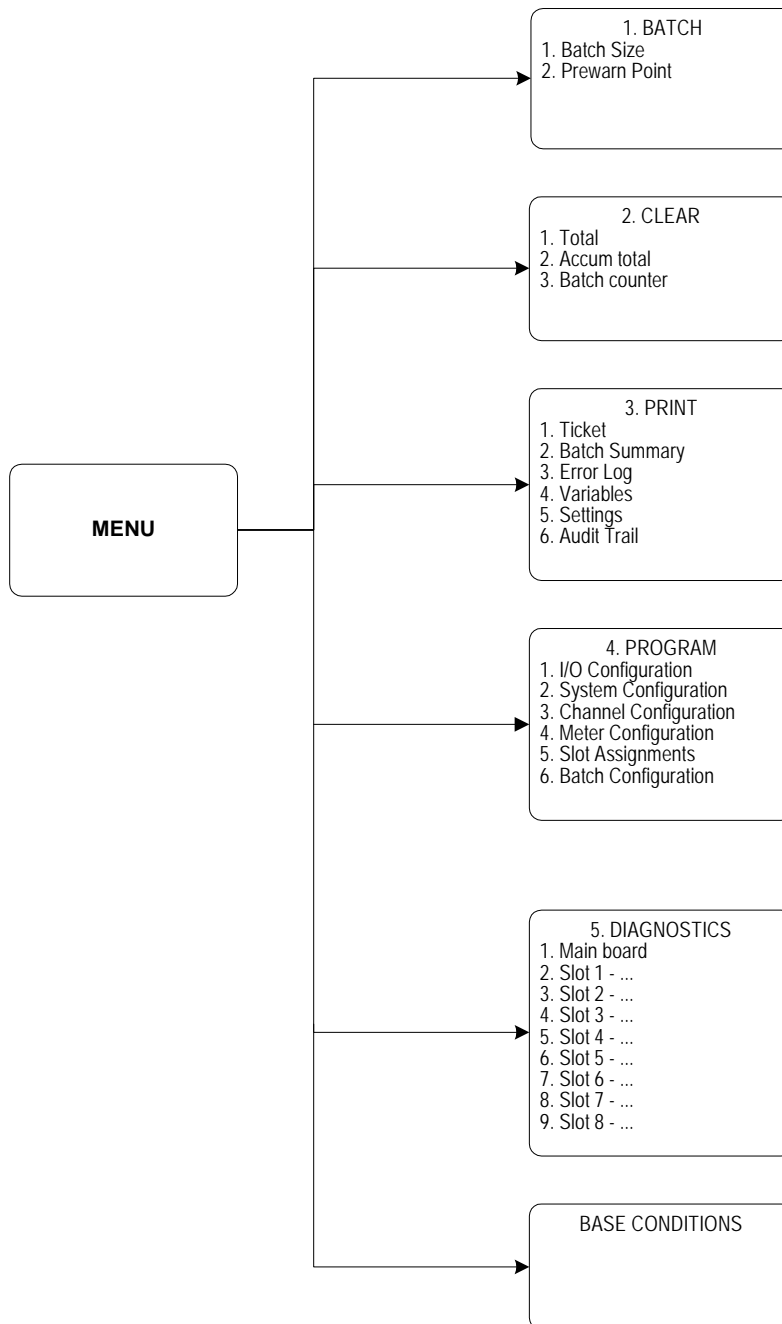 1. BATCH
1. Batch Size
2. Prewarn Point
2. CLEAR
1. Total
2. Accum total
3. Batch counter
3. PRINT
1. Ticket
2. Batch Summary
3. Error Log
4. Variables
5. Settings
6. Audit Trail
MENU
4. PROGRAM
1. I/O Configuration
2. System Configuration
3. Channel Configuration
4. Meter Configuration
5. Slot Assignments
6. Batch Configuration
5. DIAGNOSTICS
1. Main board
2. Slot 1 - ...
3. Slot 2 - ...
4. Slot 3 - ...
5. Slot 4 - ...
6. Slot 5 - ...
7. Slot 6 - ...
8. Slot 7 - ...
9. Slot 8 - ...
BASE CONDITIONS